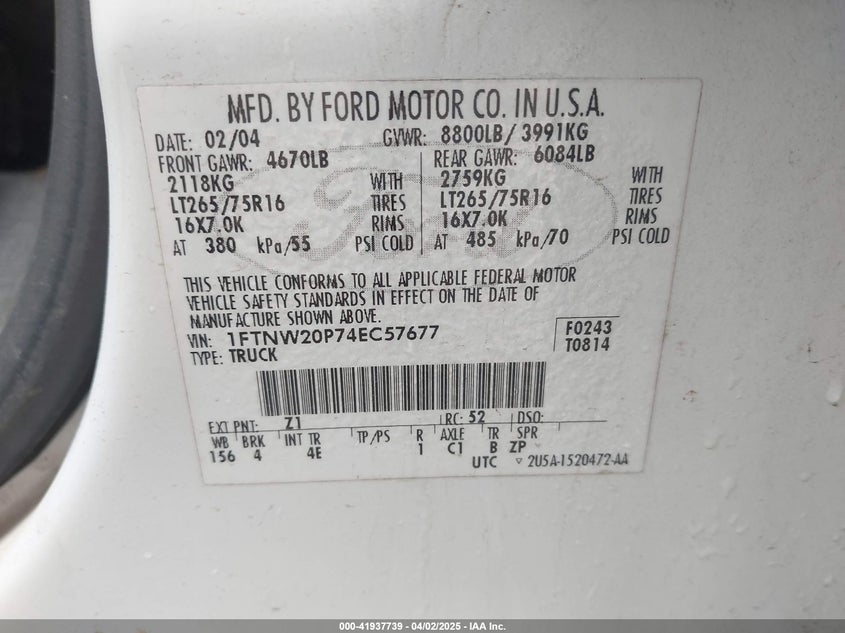 MFD. BY FORD MOTOR CO. IN U.S.A.
DATE: 02/04 GVWR: 8800LB/ 3991KG
FRONT GAWR: 4670LB REAR GAWR: 6084LB
2118KG WITH 2759KG WITH
LT265/75R16 TIRES LT265/75R16 TIRES
16X7.0K RIMS 16X7.0K RIMS
AT 380 kPa/55 PSI COLD AT 485 kPa/70 PSI COLD
THIS VEHICLE CONFORMS TO ALL APPLICABLE FEDERAL MOTOR
VEHICLE SAFETY STANDARDS IN EFFECT ON THE DATE OF
MANUFACTURE SHOWN ABOVE.
VIN: 1FTNW20P74EC57677 F0243
TYPE: TRUCK T0814
EXT PNT: Z1 RC: 52 DSO:
WB BRK INT TR TP/PS R AXLE TR SPR
156 4 4E 1 C1 B ZP
UTC ▽ 2U5A-1520472-AA
000-41937739 | 04/02/2025 - IAA Inc.